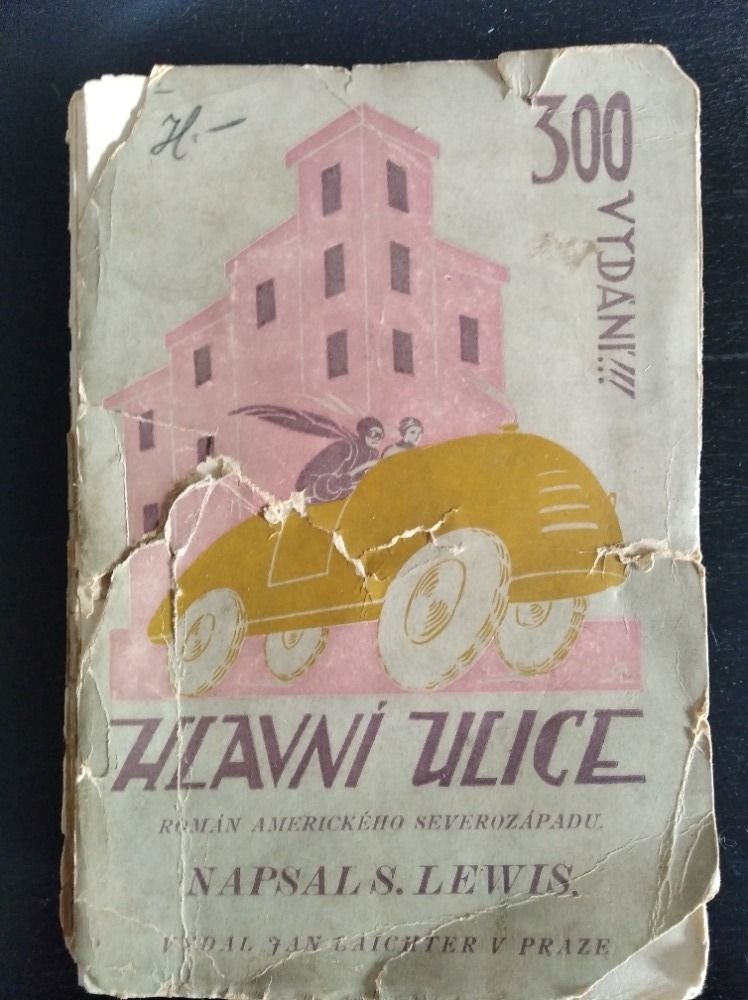 H.–
300
VYDÁNÍ!!!
HLAVNÍ ULICE
ROMÁN AMERICKÉHO SEVEROZÁPADU.
NAPSAL S. LEWIS.
VYDAL JAN LAICHTER V PRAZE